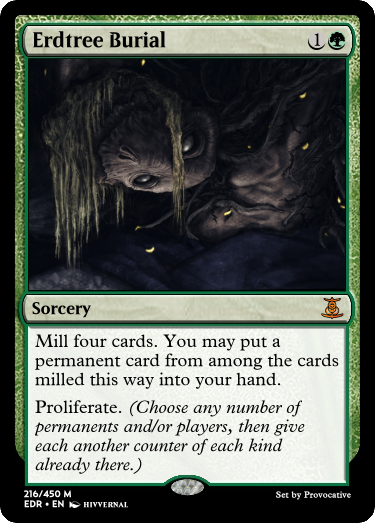 Erdtree Burial 1
Sorcery
Mill four cards. You may put a
permanent card from among the cards
milled this way into your hand.
Proliferate. (Choose any number of
permanents and/or players, then give
each another counter of each kind
already there.)
216/450 M
EDR • EN HIVVERNAL
Set by Provocative